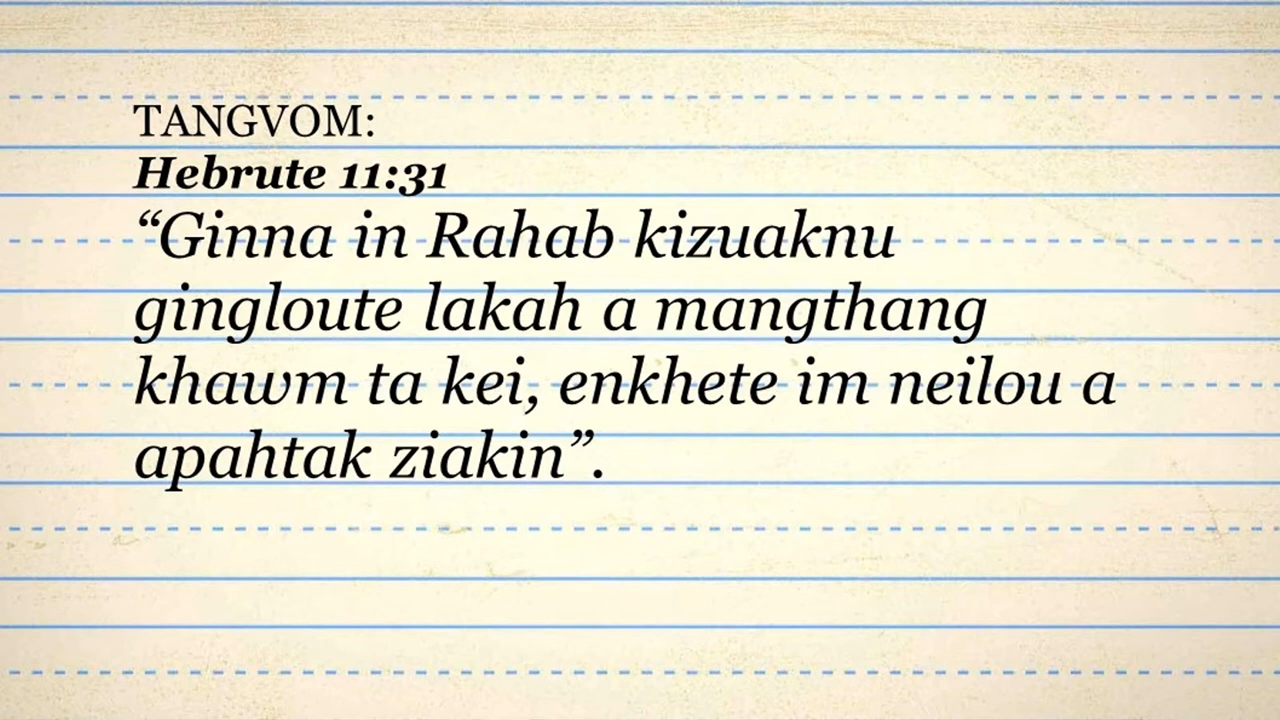 TANGVOM:
Hebrute 11:31
“Ginna in Rahab kizuaknu
gingloute lakah a mangthang
khawm ta kei, enkhete im neilou a
apahtak ziakin”.